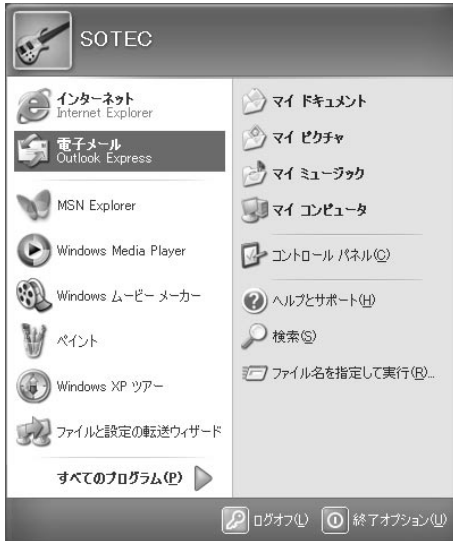 SOTEC
インターネット
Internet Explorer
電子メール
Outlook Express
MSN Explorer
Windows Media Player
Windows ムービー メーカー
ペイント
Windows XP ツアー
ファイルと設定の転送ウィザード
すべてのプログラム(P)
マイ ドキュメント
マイ ピクチャ
マイ ミュージック
マイ コンピュータ
コントロール パネル(C)
ヘルプとサポート(H)
検索(S)
ファイル名を指定して実行(R)...
ログオフ(L)
終了オプション(U)